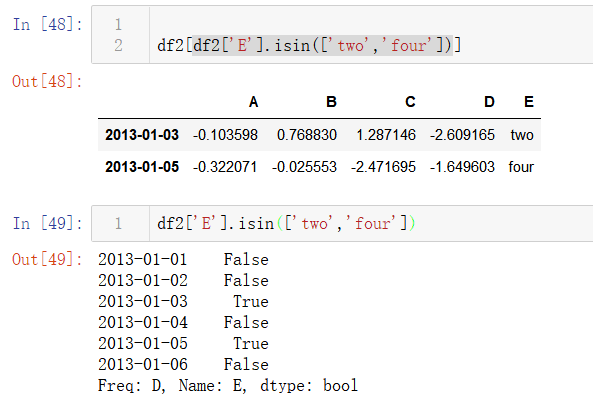 In [48]: 1
2 df2[df2['E'].isin(['two','four'])]
Out[48]:
A B C D E
2013-01-03 -0.103598 0.768830 1.287146 -2.609165 two
2013-01-05 -0.322071 -0.025553 -2.471695 -1.649603 four
In [49]: 1 df2['E'].isin(['two','four'])
Out[49]: 2013-01-01 False
2013-01-02 False
2013-01-03 True
2013-01-04 False
2013-01-05 True
2013-01-06 False
Freq: D, Name: E, dtype: bool